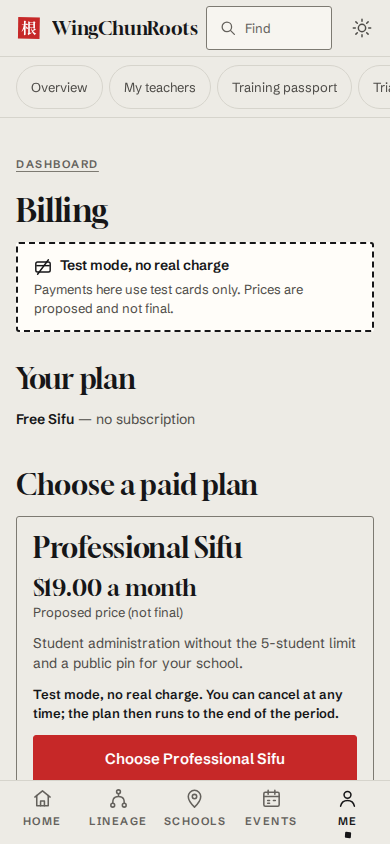 根 WingChunRoots Find
Overview My teachers Training passport Tria
DASHBOARD
Billing
Test mode, no real charge
Payments here use test cards only. Prices are
proposed and not final.
Your plan
Free Sifu — no subscription
Choose a paid plan
Professional Sifu
$19.00 a month
Proposed price (not final)
Student administration without the 5-student limit
and a public pin for your school.
Test mode, no real charge. You can cancel at any
time; the plan then runs to the end of the period.
Choose Professional Sifu
HOME LINEAGE SCHOOLS EVENTS ME